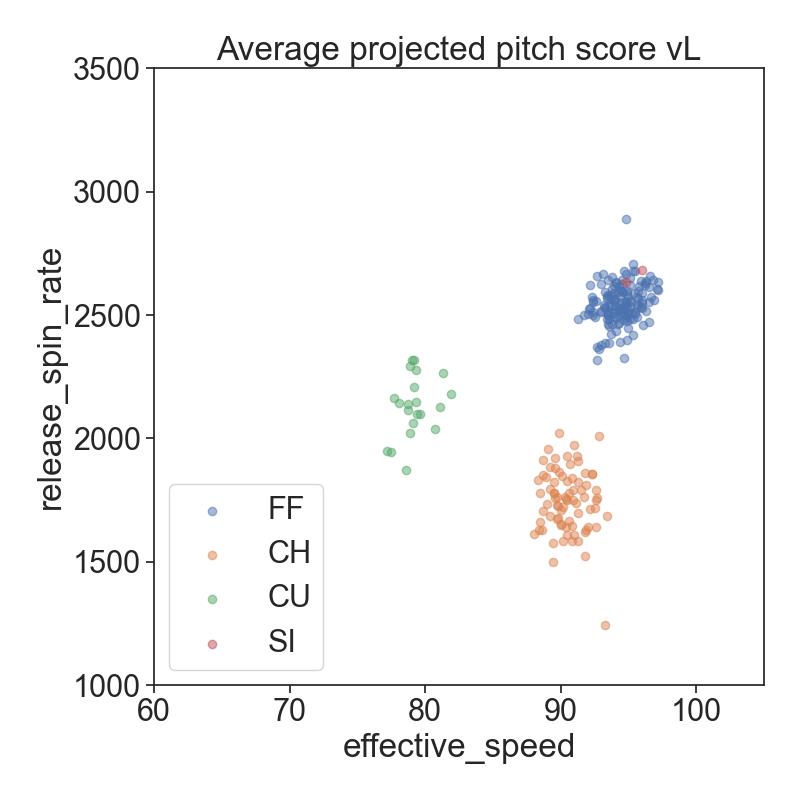 Average projected pitch score vL
3500
3000
2500
2000
1500
1000
release_spin_rate
FF
CH
CU
SI
60 70 80 90 100
effective_speed